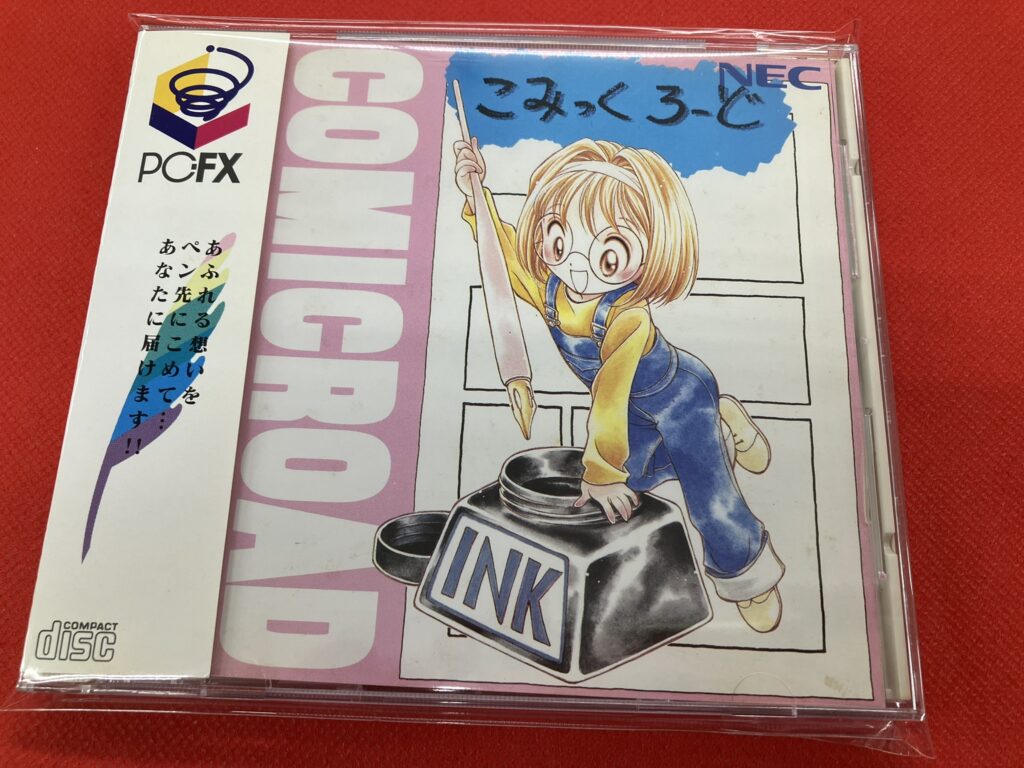 PC-FX
あふれる想いを
ペン先にこめて…
あなたに届けます!!
COMPACT
disc
COMICROAD
こみっくろーど
NEC
INK